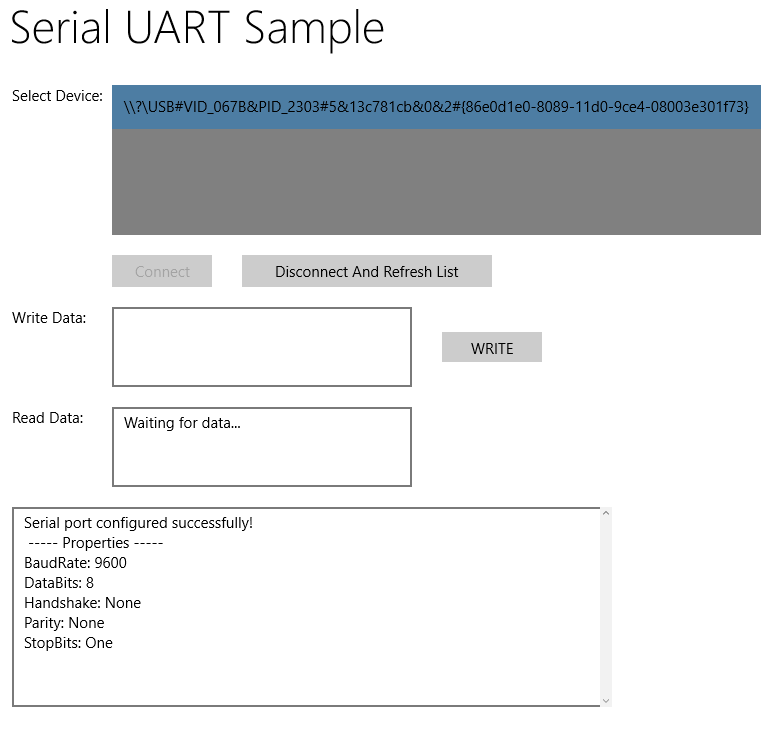 Serial UART Sample
Select Device:
\\?\USB#VID_067B&PID_2303#5&13c781cb&0&2#{86e0d1e0-8089-11d0-9ce4-08003e301f73}
Connect
Disconnect And Refresh List
Write Data:
WRITE
Read Data:
Waiting for data...
Serial port configured successfully!
----- Properties -----
BaudRate: 9600
DataBits: 8
Handshake: None
Parity: None
StopBits: One